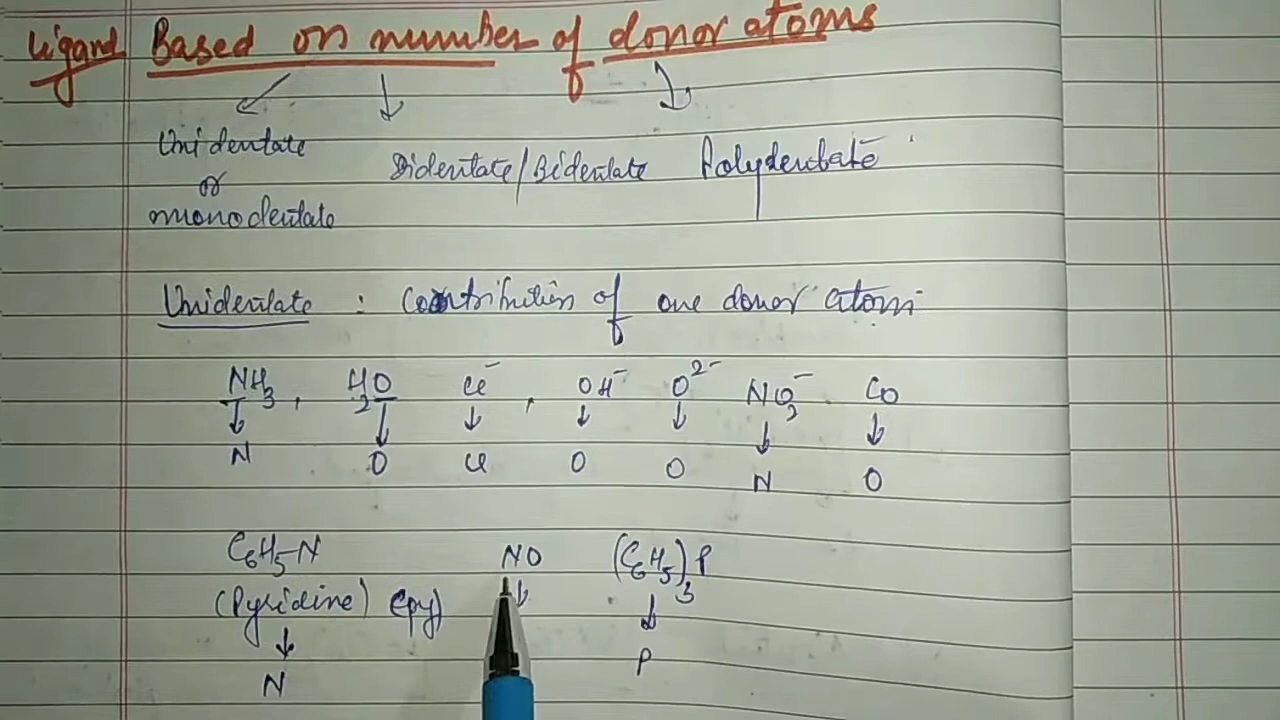 Ligand Based on number of donor atoms
Unidentate Didentate/Bidentate Polydentate
or
monodentate
Unidentate : Contribution of one donor atom
NH₃, H₂O Cl⁻, OH⁻ O²⁻ NO₂⁻ CO
N O Cl O O N O
C₆H₅-N NO (C₆H₅)₃P
(Pyridine) (py)
P
N